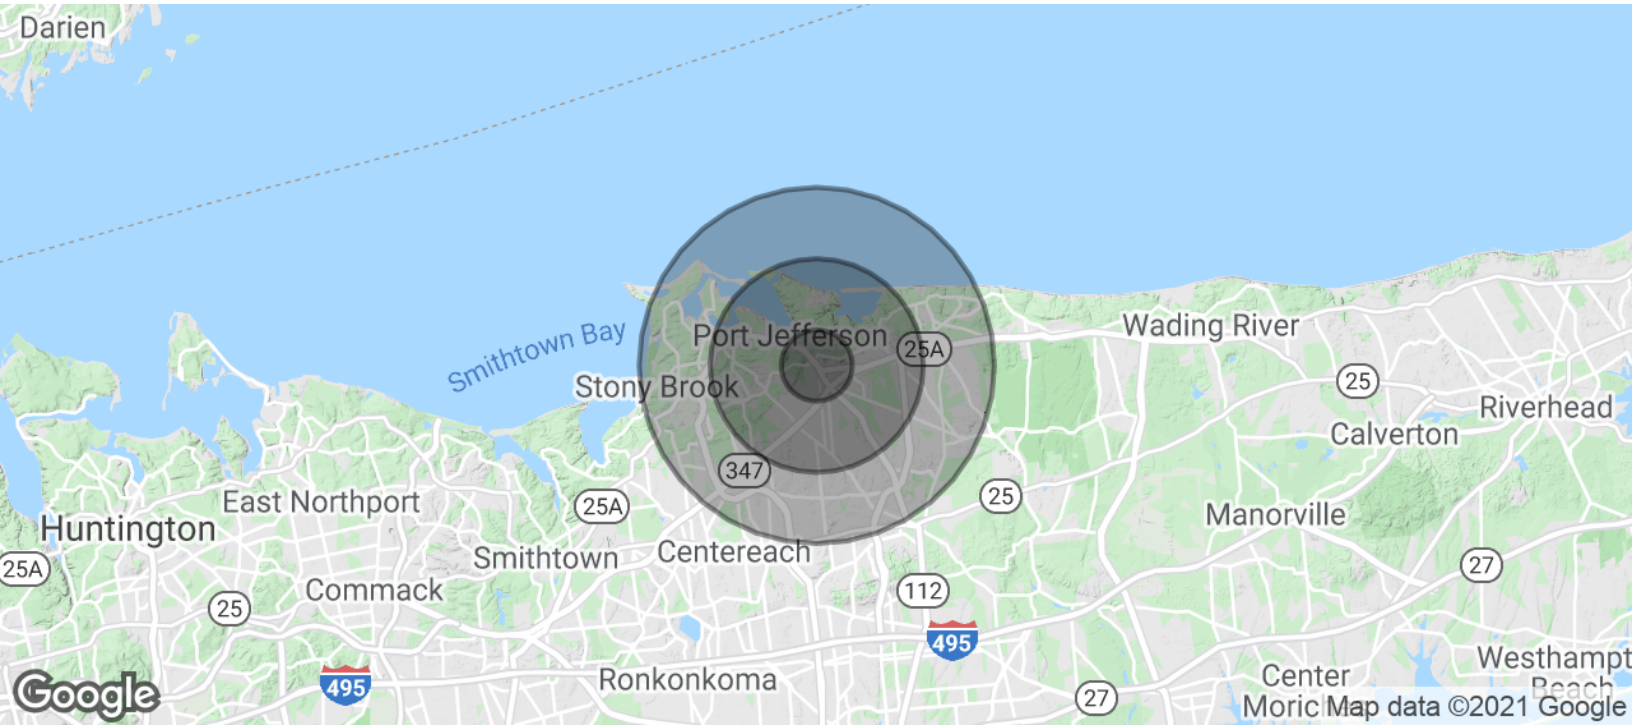 Darien
Smithtown Bay
Port Jefferson
25A
Wading River
Stony Brook
25
Riverhead
Calverton
347
25
East Northport
25A
Manorville
Huntington
Smithtown
Centereach
25A
27
Commack
112
25
495
Ronkonkoma
495
Westhampt
Beach
Center
Moric
27
Google
Map data ©2021 Google